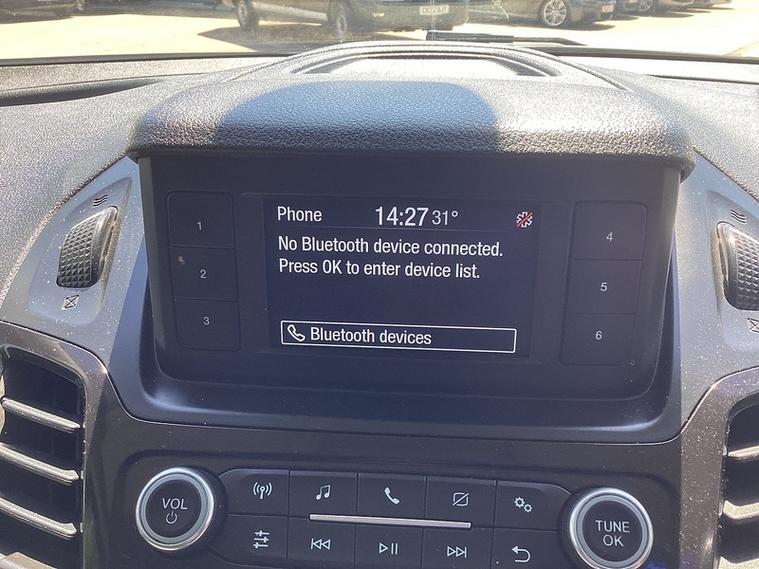 Phone 14:27 31°
No Bluetooth device connected.
Press OK to enter device list.
Bluetooth devices
1
2
3
4
5
6
VOL
TUNE
OK